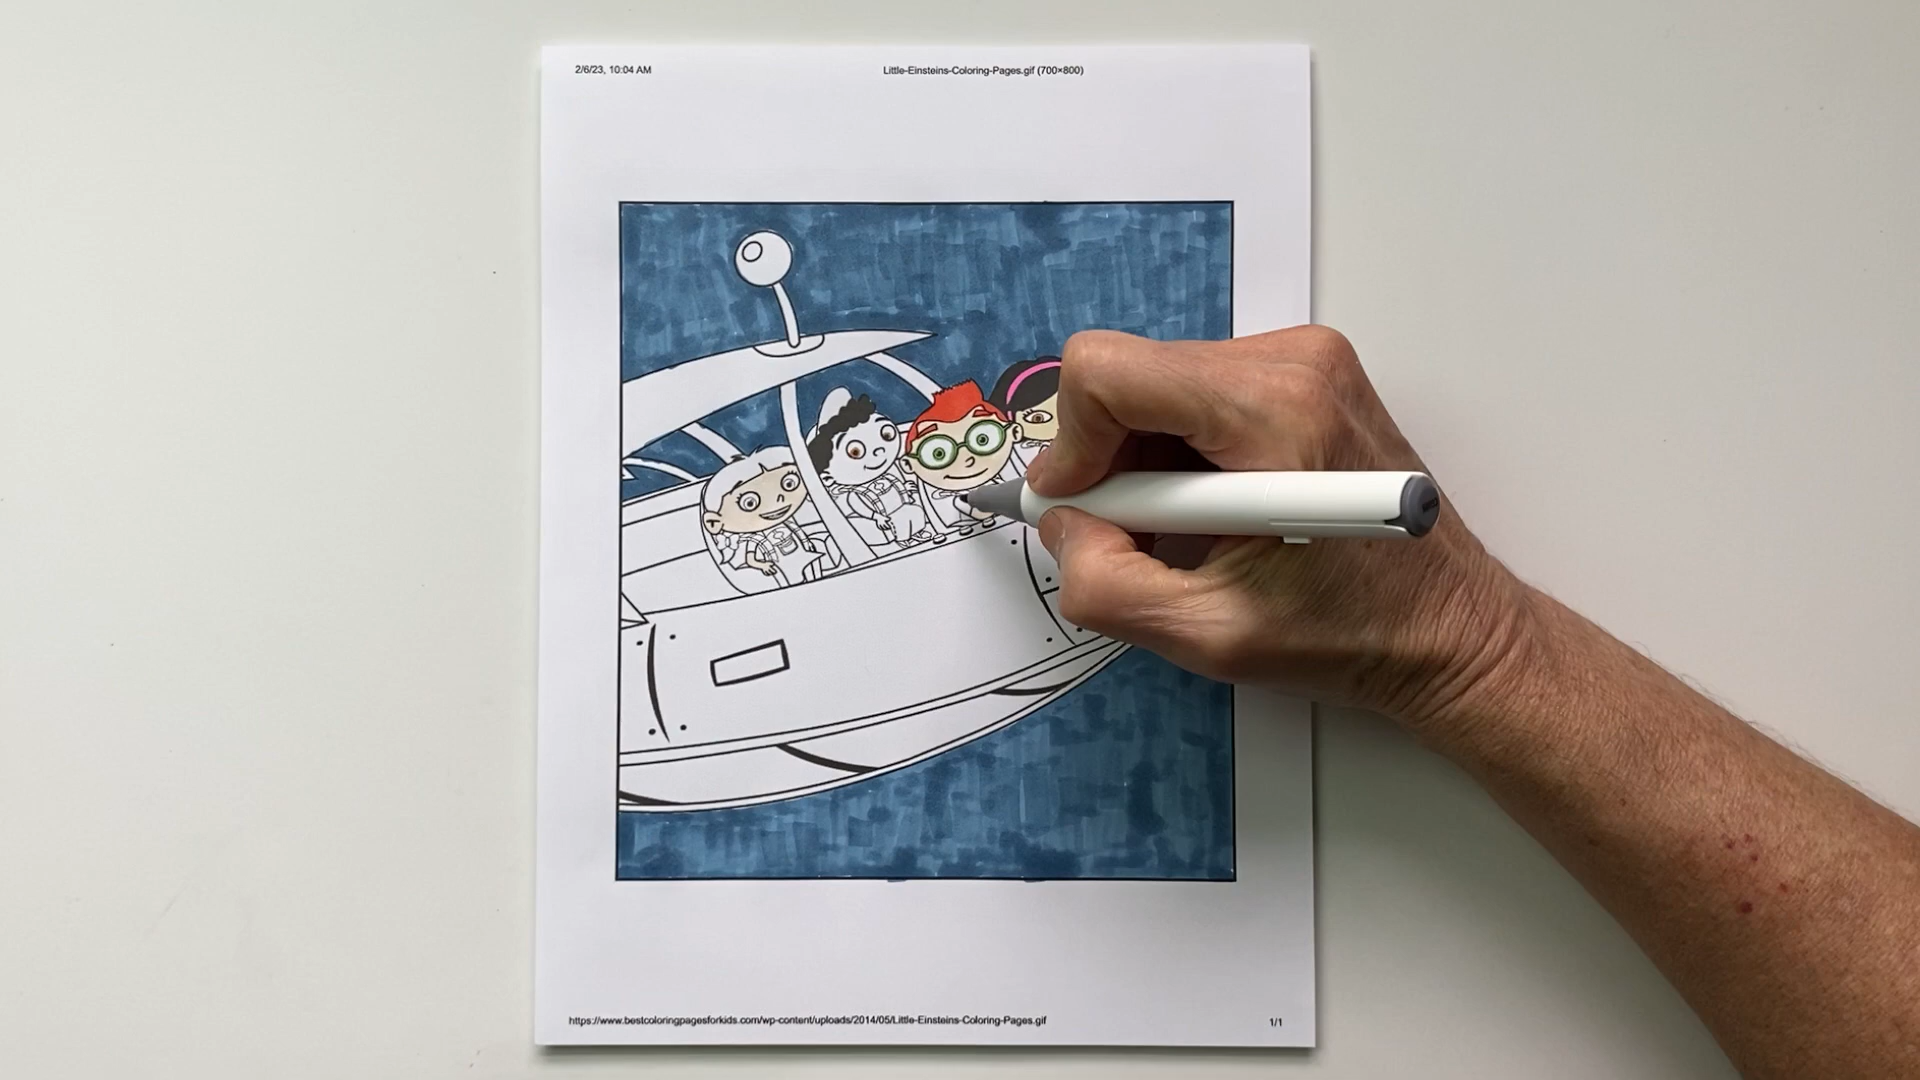 2/6/23, 10:04 AM
Little-Einsteins-Coloring-Pages.gif (700×800)
https://www.bestcoloringpagesforkids.com/wp-content/uploads/2014/05/Little-Einsteins-Coloring-Pages.gif
1/1